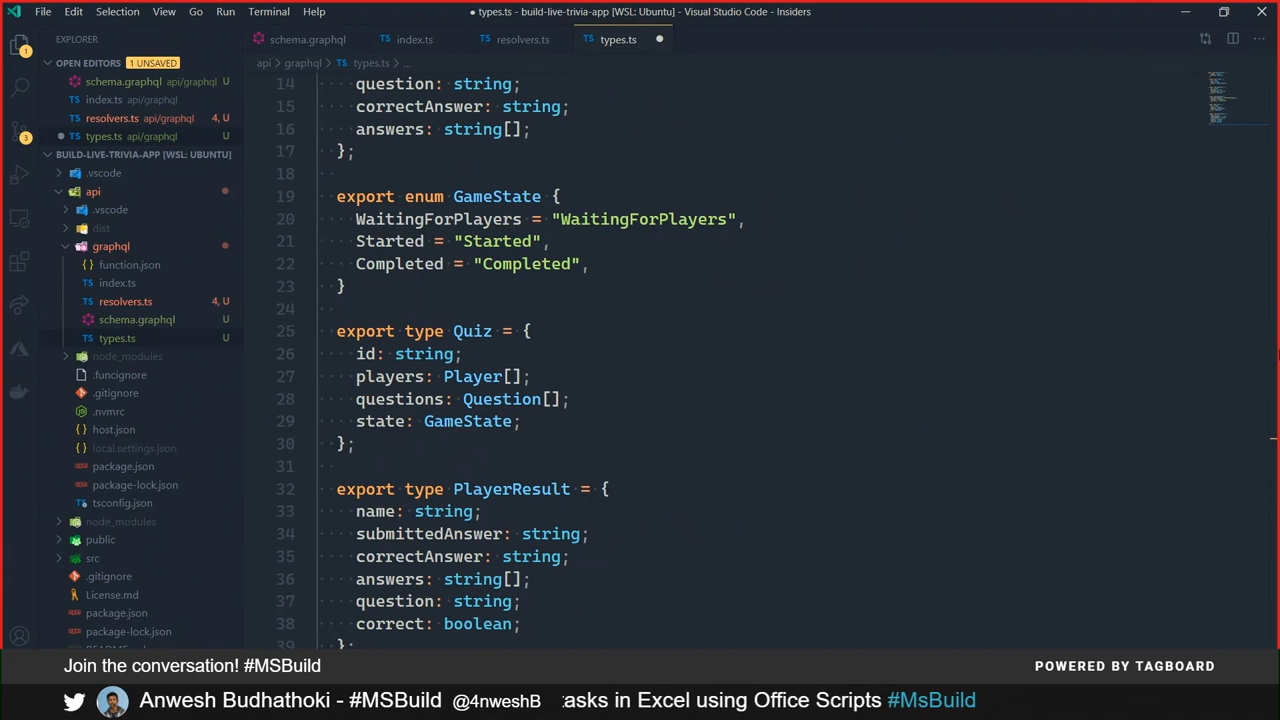 File Edit Selection View Go Run Terminal Help
● types.ts - build-live-trivia-app [WSL: Ubuntu] - Visual Studio Code - Insiders
EXPLORER
OPEN EDITORS 1 UNSAVED
schema.graphql api/graphql U
index.ts api/graphql
resolvers.ts api/graphql 4, U
types.ts api/graphql U
BUILD-LIVE-TRIVIA-APP [WSL: UBUNTU]
.vscode
api
.vscode
dist
graphql
function.json
index.ts
resolvers.ts 4, U
schema.graphql U
types.ts U
node_modules
.funcignore
.gitignore
.nvmrc
host.json
local.settings.json
package.json
package-lock.json
tsconfig.json
node_modules
public
src
.gitignore
License.md
package.json
package-lock.json
1
3
schema.graphql index.ts resolvers.ts types.ts
api > graphql > types.ts > ...
14 question: string;
15 correctAnswer: string;
16 answers: string[];
17 };
18
19 export enum GameState {
20 WaitingForPlayers = "WaitingForPlayers",
21 Started = "Started",
22 Completed = "Completed",
23 }
24
25 export type Quiz = {
26 id: string;
27 players: Player[];
28 questions: Question[];
29 state: GameState;
30 };
31
32 export type PlayerResult = {
33 name: string;
34 submittedAnswer: string;
35 correctAnswer: string;
36 answers: string[];
37 question: string;
38 correct: boolean;
39 };
Join the conversation! #MSBuild
POWERED BY TAGBOARD
Anwesh Budhathoki - #MSBuild @4nweshB tasks in Excel using Office Scripts #MsBuild